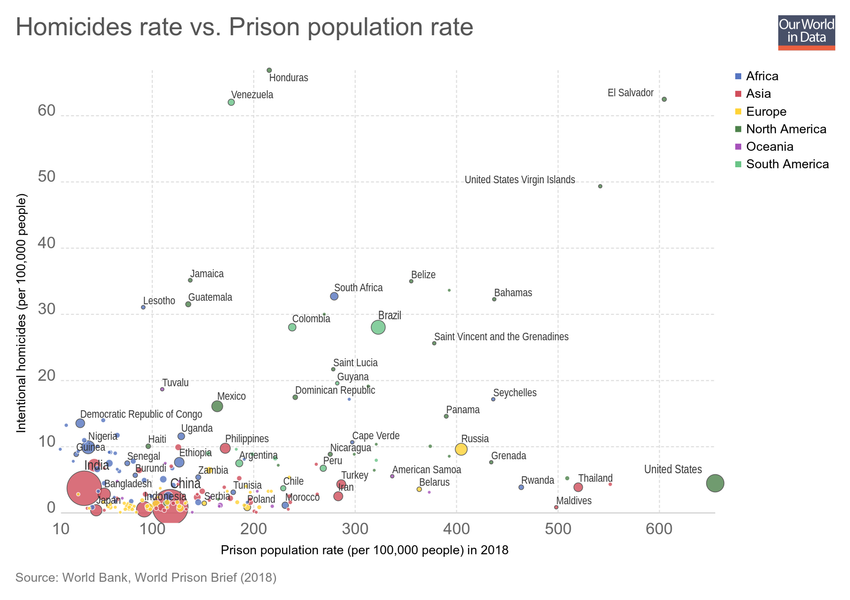 Homicides rate vs. Prison population rate
Our World
in Data
Africa
Asia
Europe
North America
Oceania
South America
Intentional homicides (per 100,000 people)
60
50
40
30
20
10
0
Honduras
Venezuela
El Salvador
United States Virgin Islands
Jamaica
Belize
Lesotho
Guatemala
South Africa
Bahamas
Colombia
Brazil
Saint Vincent and the Grenadines
Saint Lucia
Guyana
Tuvalu
Dominican Republic
Mexico
Seychelles
Democratic Republic of Congo
Panama
Nigeria
Uganda
Guinea
Haiti
Philippines
Cape Verde
Russia
Nicaragua
Senegal
Ethiopia
Argentina
Peru
Grenada
India
Burundi
Zambia
Turkey
American Samoa
United States
Bangladesh
China
Tunisia
Chile
Iran
Belarus
Rwanda
Thailand
Japan
Indonesia
Serbia
Poland
Morocco
Maldives
10 100 200 300 400 500 600
Prison population rate (per 100,000 people) in 2018
Source: World Bank, World Prison Brief (2018)